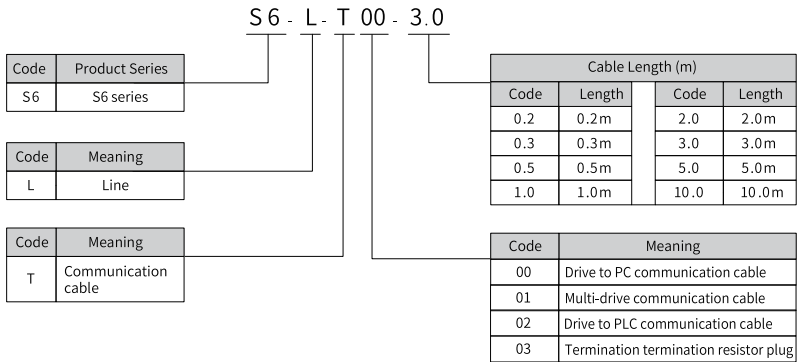 S6 - L - T 00 - 3.0
Code Product Series
S6 S6 series
Code Meaning
L Line
Code Meaning
T Communication
cable
Cable Length (m)
Code Length Code Length
0.2 0.2m 2.0 2.0m
0.3 0.3m 3.0 3.0m
0.5 0.5m 5.0 5.0m
1.0 1.0m 10.0 10.0m
Code Meaning
00 Drive to PC communication cable
01 Multi-drive communication cable
02 Drive to PLC communication cable
03 Termination termination resistor plug